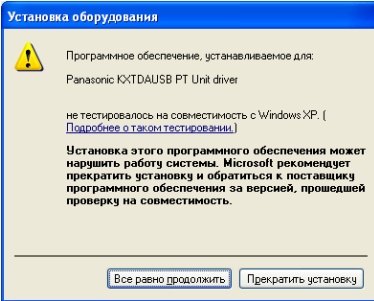 Установка оборудования
Программное обеспечение, устанавливаемое для:
Panasonic KXTDAUSB PT Unit driver
не тестировалось на совместимость с Windows XP. (
Подробнее о таком тестировании.)
Установка этого программного обеспечения может
нарушить работу системы. Microsoft рекомендует
прекратить установку и обратиться к поставщику
программного обеспечения за версией, прошедшей
проверку на совместимость.
Все равно продолжить Прекратить установку